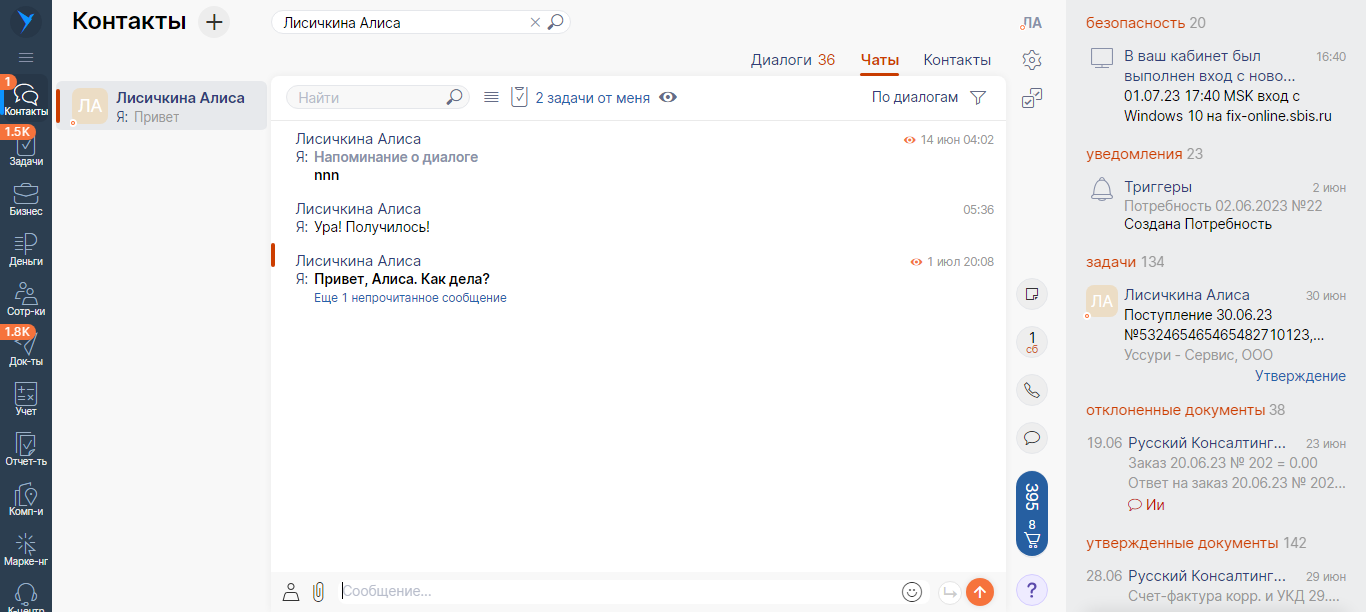 1
Контакты
1.5K
Задачи
Бизнес
Деньги
Сотр-ки
1.8K
Док-ты
Учет
Отчет-ть
Комп-и
Марке-нг
К-центр
Контакты +
Лисичкина Алиса
ЛА
Лисичкина Алиса
Я: Привет
Диалоги 36 Чаты Контакты
Найти 2 задачи от меня По диалогам
Лисичкина Алиса 14 июн 04:02
Я: Напоминание о диалоге
nnn
Лисичкина Алиса 05:36
Я: Ура! Получилось!
Лисичкина Алиса 1 июл 20:08
Я: Привет, Алиса. Как дела?
Еще 1 непрочитанное сообщение
Сообщение...
ЛА
1
сб
395
8
?
безопасность 20
В ваш кабинет был 16:40
выполнен вход с ново...
01.07.23 17:40 MSK вход с
Windows 10 на fix-online.sbis.ru
уведомления 23
Триггеры 2 июн
Потребность 02.06.2023 №22
Создана Потребность
задачи 134
ЛА
Лисичкина Алиса 30 июн
Поступление 30.06.23
№532465465465482710123,...
Уссури - Сервис, ООО
Утверждение
отклоненные документы 38
19.06 Русский Консалтинг... 23 июн
Заказ 20.06.23 № 202 = 0.00
Ответ на заказ 20.06.23 № 202...
Ии
утвержденные документы 142
28.06 Русский Консалтинг... 29 июн
Счет-фактура корр. и УКД 29....